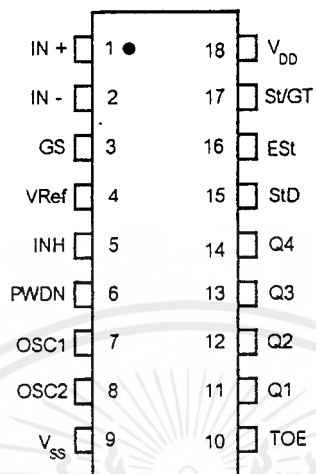 IN + 1 18 VDD
IN - 2 17 St/GT
GS 3 16 ESt
VRef 4 15 StD
INH 5 14 Q4
PWDN 6 13 Q3
OSC1 7 12 Q2
OSC2 8 11 Q1
VSS 9 10 TOE